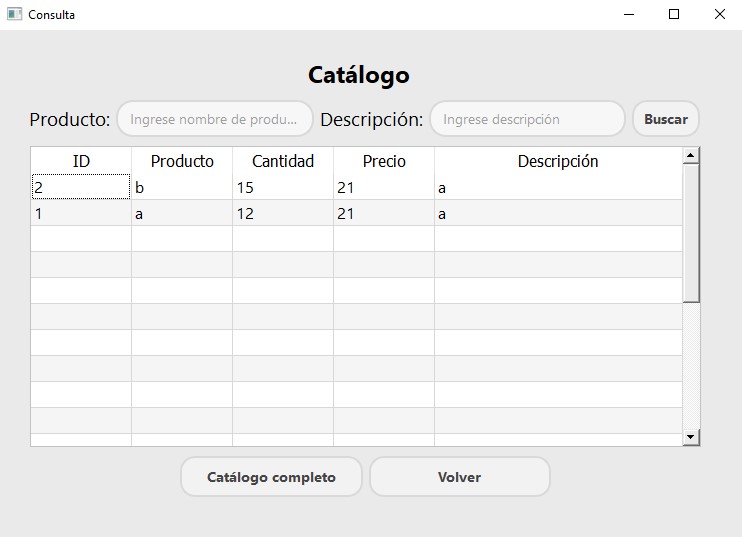 Consulta
Catálogo
Producto: Ingrese nombre de produ... Descripción: Ingrese descripción Buscar
ID Producto Cantidad Precio Descripción
2 b 15 21 a
1 a 12 21 a
Catálogo completo Volver